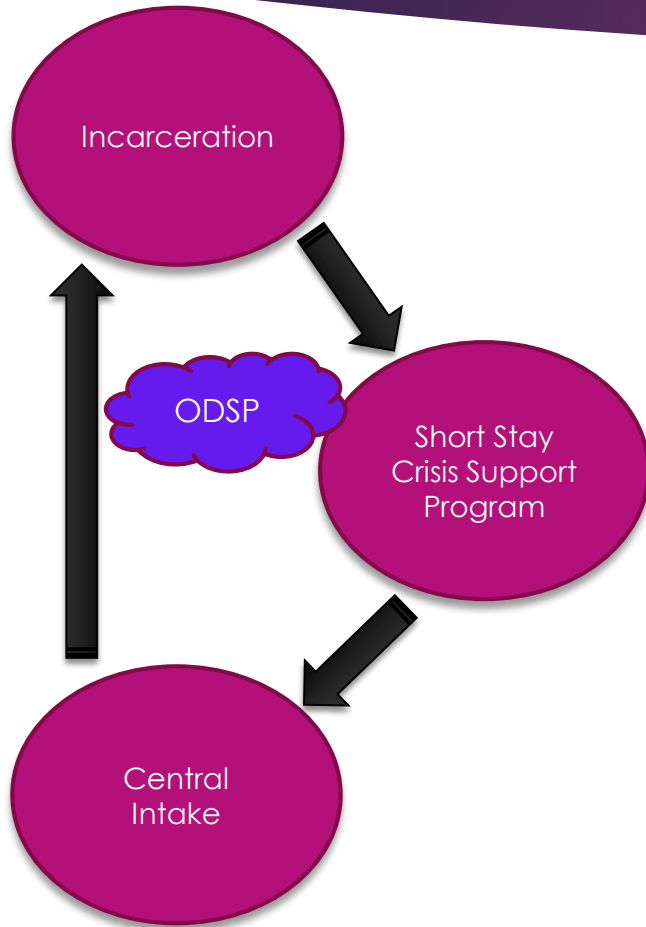 Incarceration
ODSP
Short Stay
Crisis Support
Program
Central
Intake